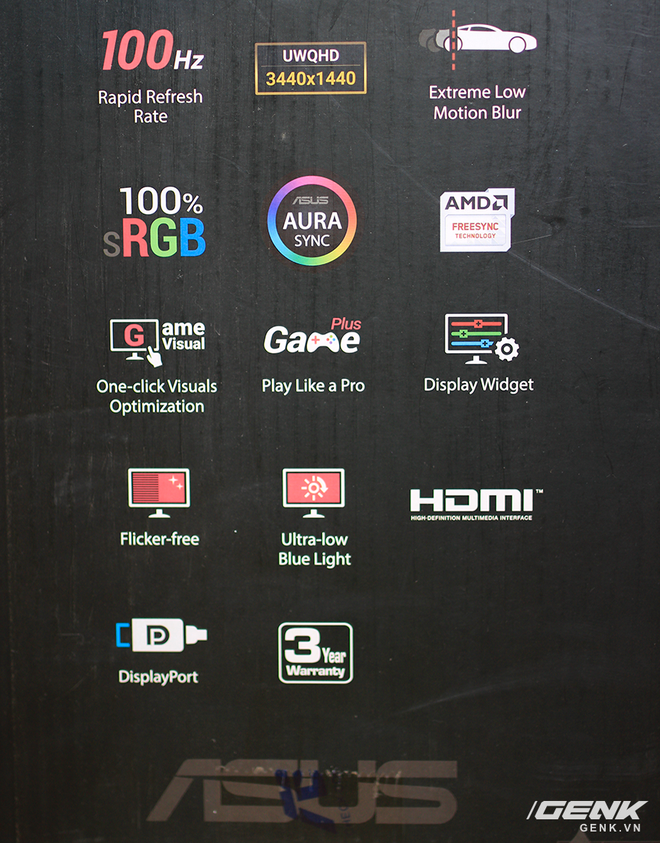 100Hz
Rapid Refresh
Rate
UWQHD
3440x1440
Extreme Low
Motion Blur
100%
sRGB
ASUS
AURA
SYNC
AMD
FREESYNC
TECHNOLOGY
Game
Visual
One-click Visuals
Optimization
Plus
Game
Play Like a Pro
Display Widget
Flicker-free
Ultra-low
Blue Light
HDMI™
HIGH-DEFINITION MULTIMEDIA INTERFACE
DP
DisplayPort
3 Year
Warranty
ASUS
GENK
GENK.VN